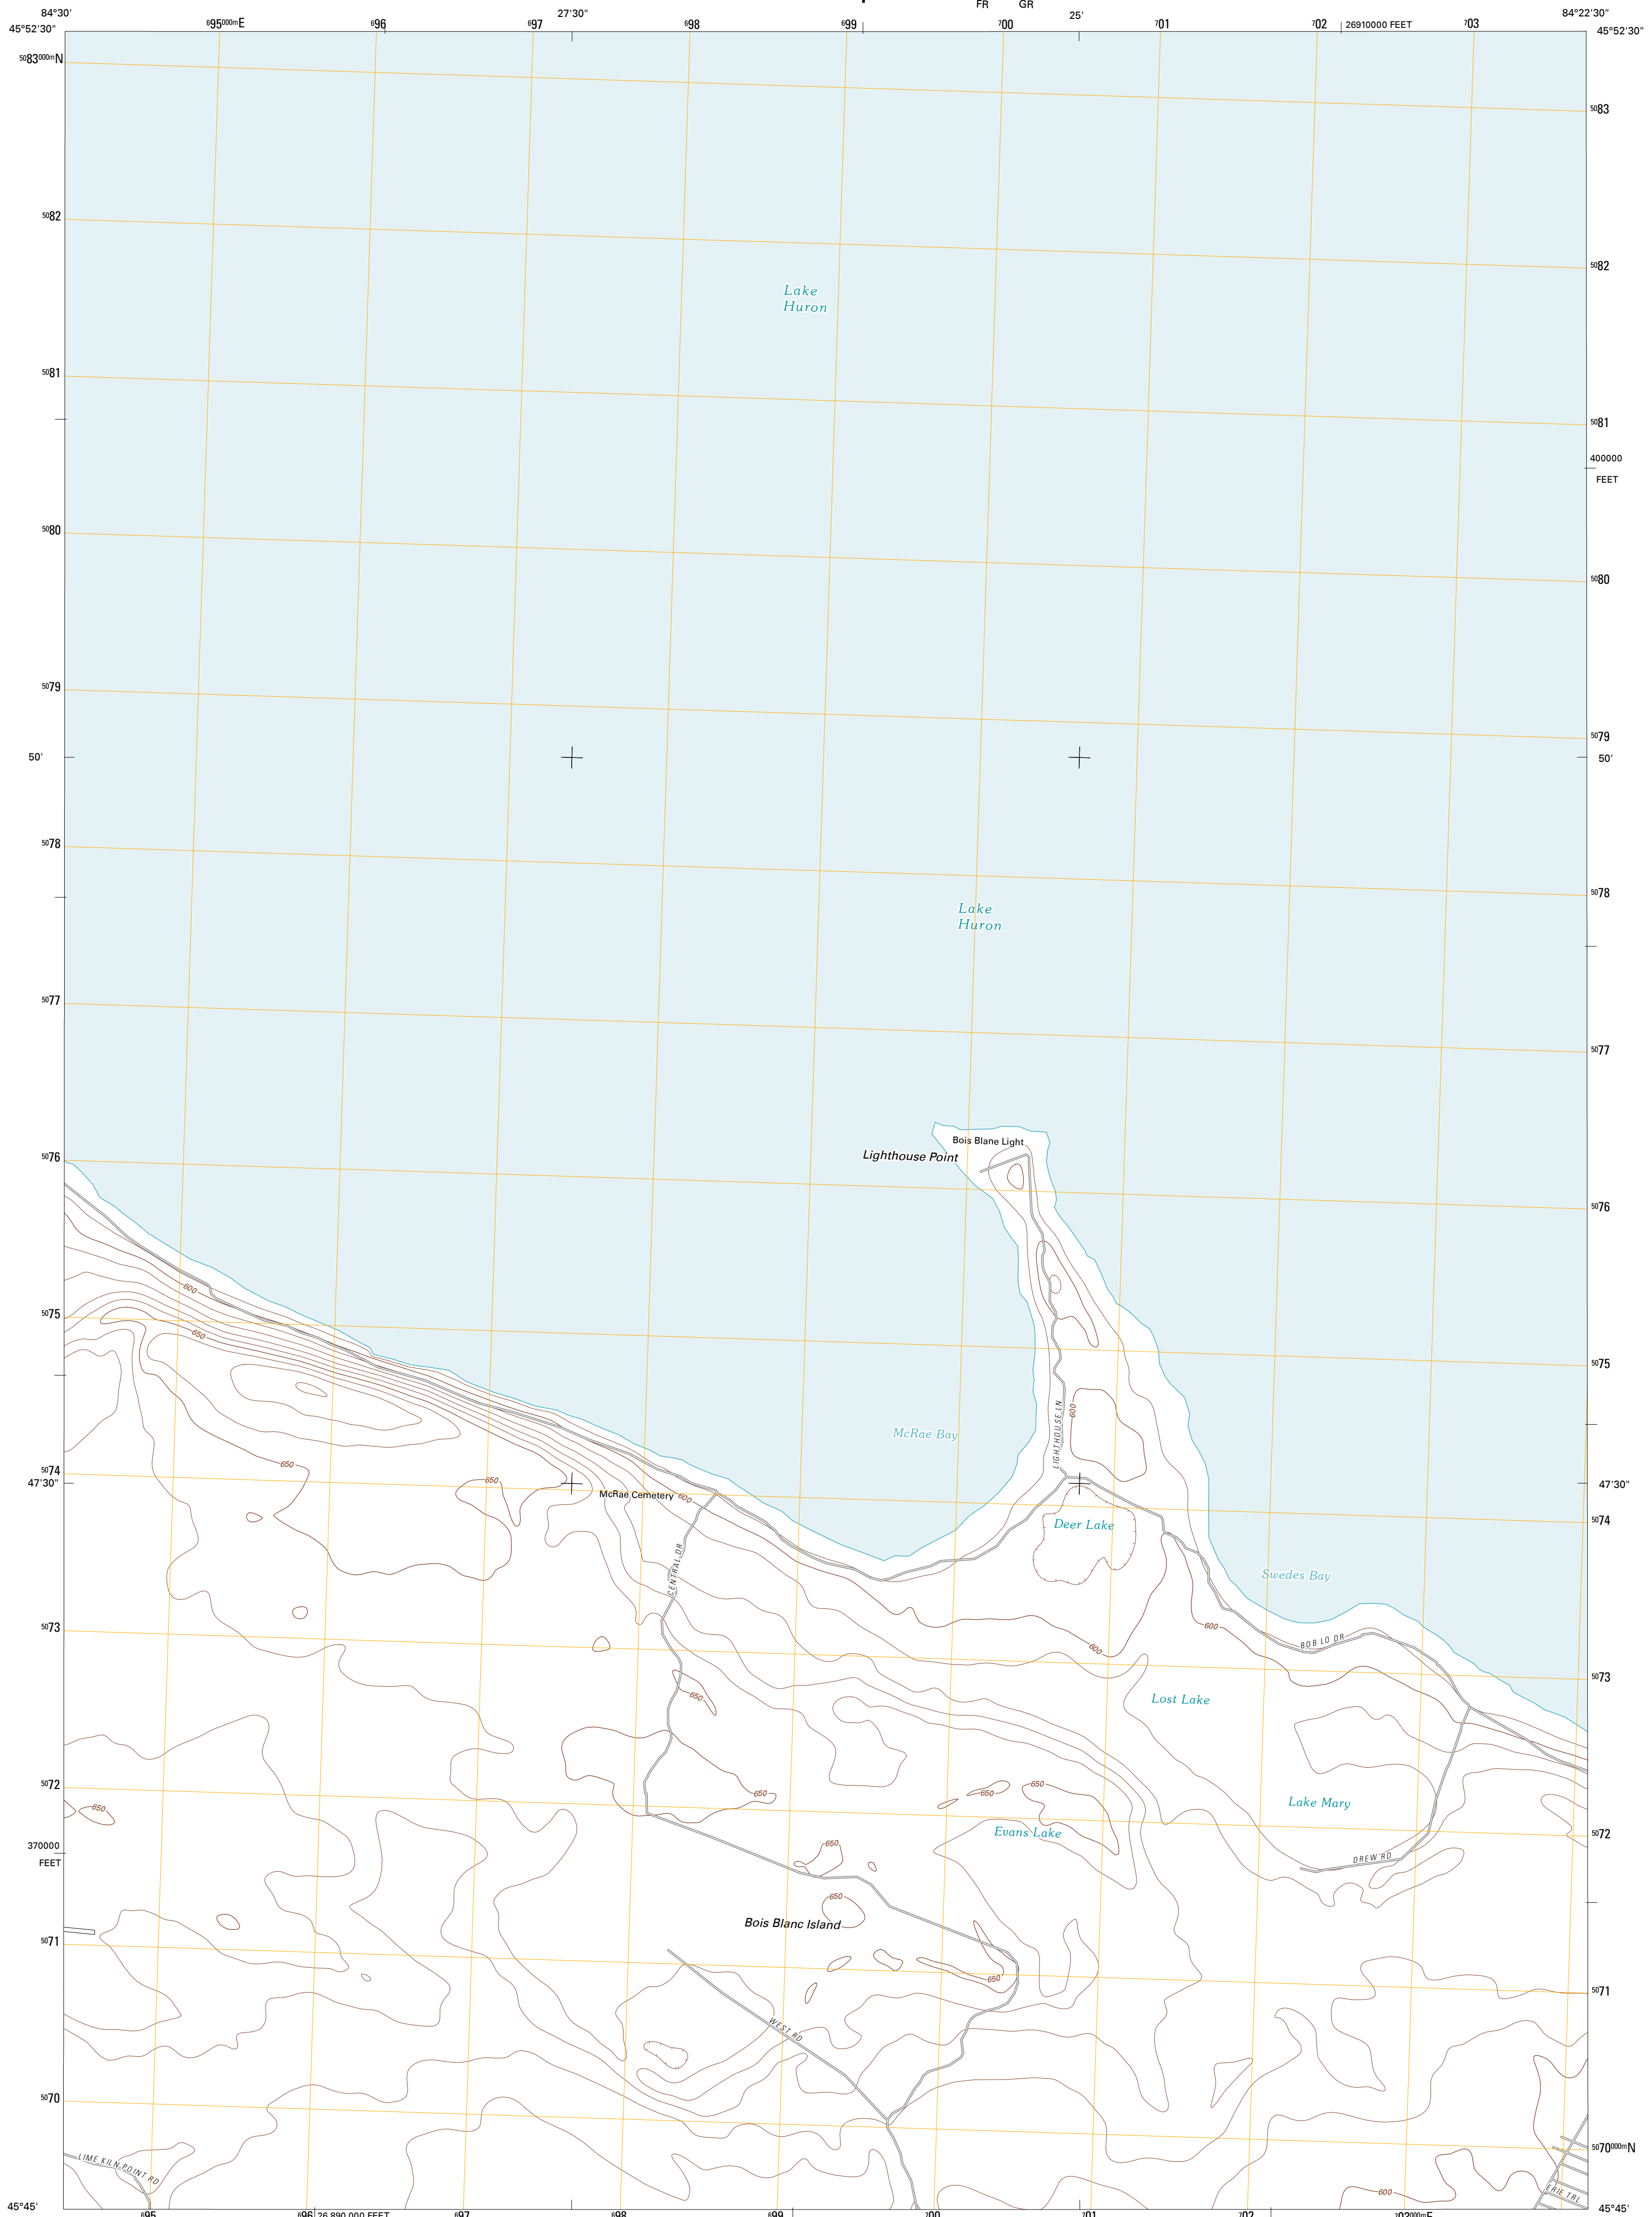 FR GR
84°30' 27'30" 25' 84°22'30"
⁶95⁰⁰⁰ᵐE ⁶96 ⁶97 ⁶98 ⁶99 ⁷00 ⁷01 ⁷02 26910000 FEET ⁷03
45°52'30" 45°52'30"
⁵⁰83⁰⁰⁰ᵐN
⁵⁰83
⁵⁰82
⁵⁰82
Lake
Huron
⁵⁰81
⁵⁰81
400000
FEET
⁵⁰80
⁵⁰80
⁵⁰79
⁵⁰79
50' 50'
⁵⁰78
⁵⁰78
Lake
Huron
⁵⁰77
⁵⁰77
Bois Blane Light
Lighthouse Point
⁵⁰76
⁵⁰76
600
⁵⁰75
650
⁵⁰75
600
LIGHTHOUSE LN
McRae Bay
650
⁵⁰74
650
47'30" 47'30"
McRae Cemetery 600
⁵⁰74
Deer Lake
CENTRAL DR
Swedes Bay
⁵⁰73
600
600
BOB LO DR
⁵⁰73
650
Lost Lake
⁵⁰72
650
650
650
Lake Mary
650
Evans Lake
⁵⁰72
370000
FEET
650
DREW RD
650
Bois Blanc Island
⁵⁰71
650
⁵⁰71
WEST RD
⁵⁰70
⁵⁰70⁰⁰⁰ᵐN
LIME KILN POINT RD
600
ERIE TRL
45°45' 45°45'
⁶95 ⁶96 26 890 000 FEET ⁶97 ⁶98 ⁶99 ⁷00 ⁷01 ⁷02 ⁷03⁰⁰⁰ᵐE